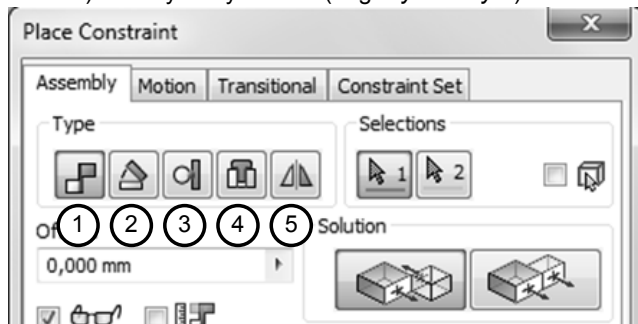 Place Constraint
Assembly Motion Transitional Constraint Set
Type
Selections
1 2
1 2 3 4 5
Solution
0,000 mm